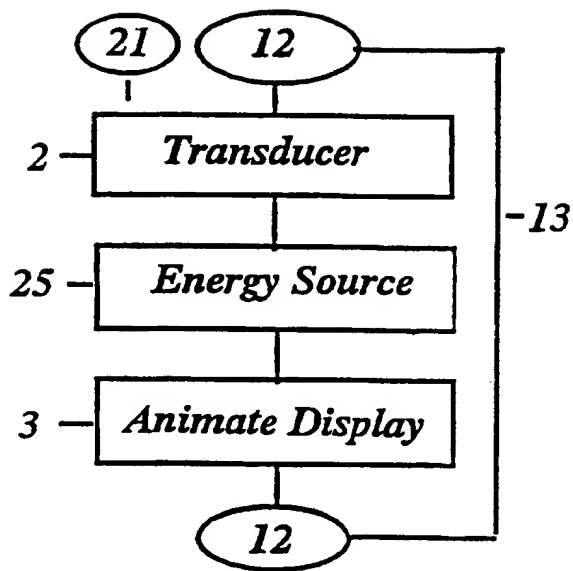 21 12
2 Transducer
13
25 Energy Source
3 Animate Display
12